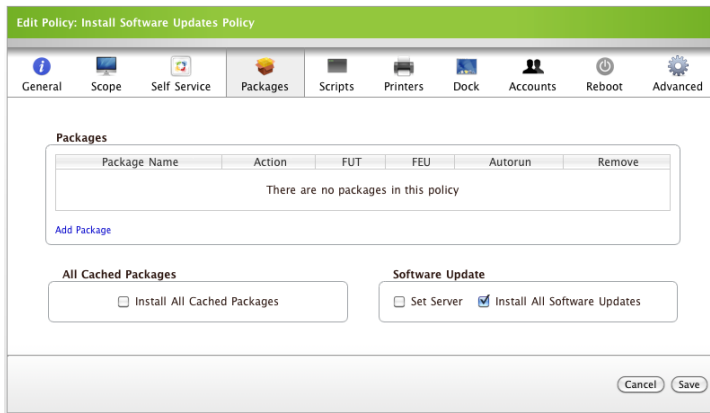 Edit Policy: Install Software Updates Policy
General Scope Self Service Packages Scripts Printers Dock Accounts Reboot Advanced
Packages
Package Name Action FUT FEU Autorun Remove
There are no packages in this policy
Add Package
All Cached Packages Software Update
Install All Cached Packages Set Server Install All Software Updates
Cancel Save